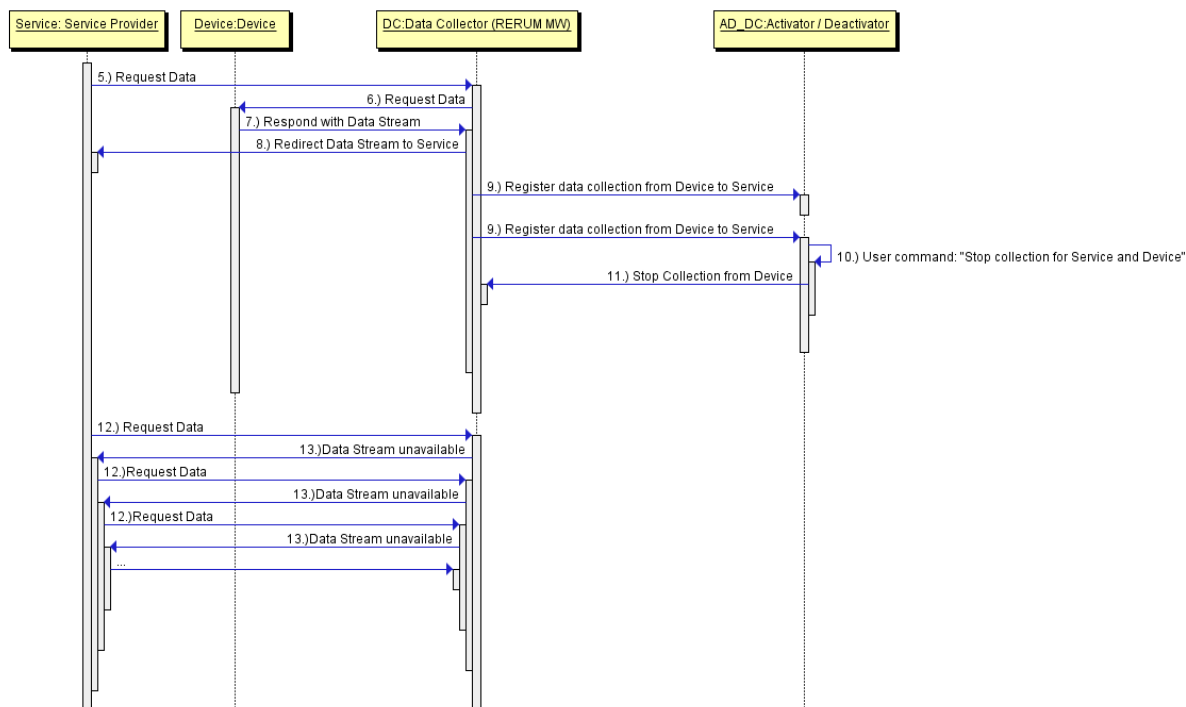 Service: Service Provider
Device:Device
DC:Data Collector (RERUM MW)
AD_DC:Activator / Deactivator
5.) Request Data
6.) Request Data
7.) Respond with Data Stream
8.) Redirect Data Stream to Service
9.) Register data collection from Device to Service
9.) Register data collection from Device to Service
10.) User command: "Stop collection for Service and Device"
11.) Stop Collection from Device
12.) Request Data
13.)Data Stream unavailable
12.)Request Data
13.)Data Stream unavailable
12.)Request Data
13.)Data Stream unavailable
...